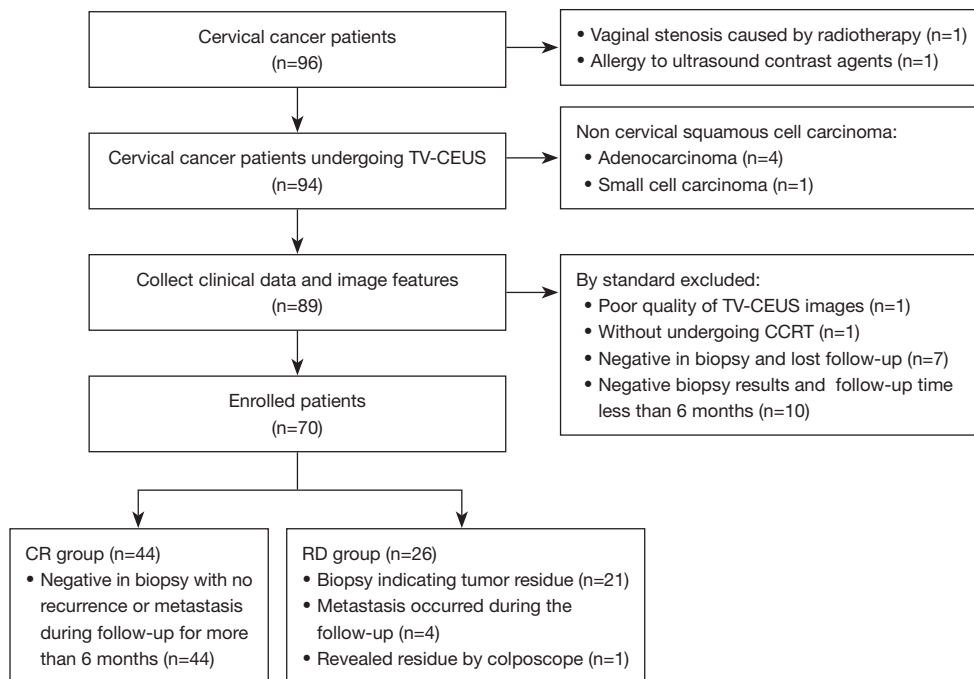 Cervical cancer patients
(n=96)
• Vaginal stenosis caused by radiotherapy (n=1)
• Allergy to ultrasound contrast agents (n=1)
Cervical cancer patients undergoing TV-CEUS
(n=94)
Non cervical squamous cell carcinoma:
• Adenocarcinoma (n=4)
• Small cell carcinoma (n=1)
Collect clinical data and image features
(n=89)
By standard excluded:
• Poor quality of TV-CEUS images (n=1)
• Without undergoing CCRT (n=1)
• Negative in biopsy and lost follow-up (n=7)
• Negative biopsy results and follow-up time
less than 6 months (n=10)
Enrolled patients
(n=70)
CR group (n=44)
• Negative in biopsy with no
recurrence or metastasis
during follow-up for more
than 6 months (n=44)
RD group (n=26)
• Biopsy indicating tumor residue (n=21)
• Metastasis occurred during the
follow-up (n=4)
• Revealed residue by colposcope (n=1)